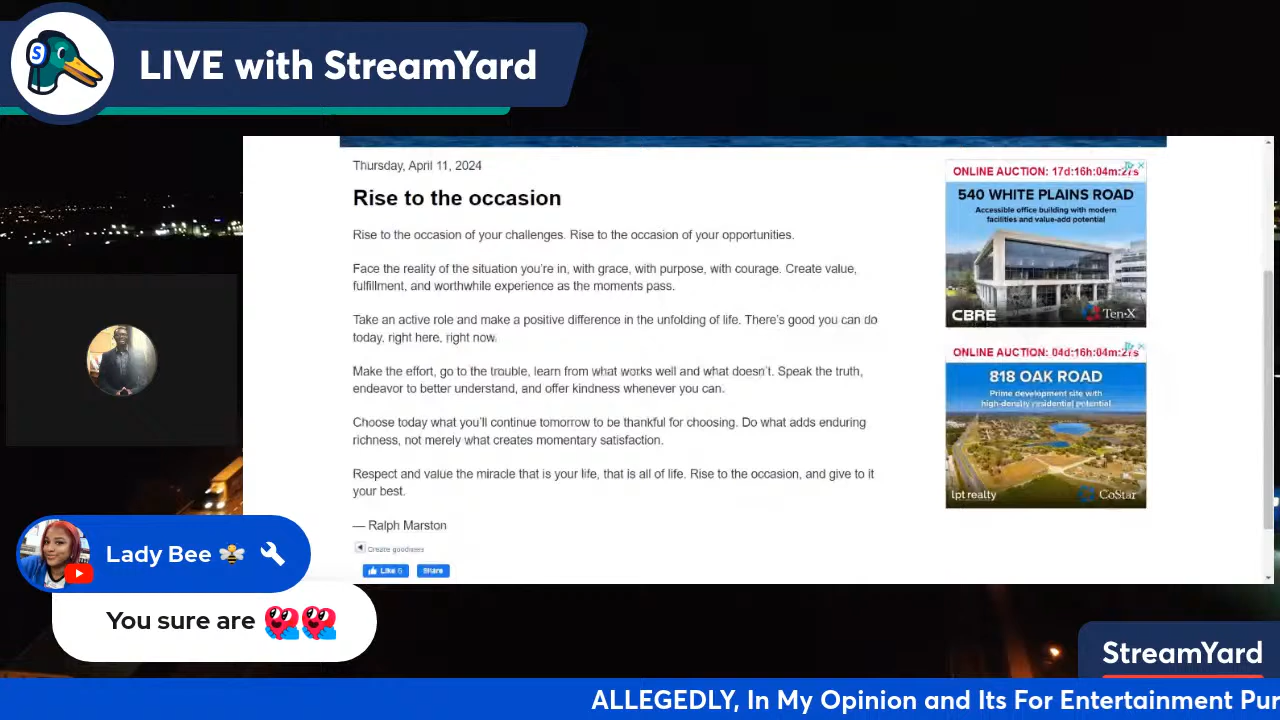 LIVE with StreamYard
Thursday, April 11, 2024
Rise to the occasion
Rise to the occasion of your challenges. Rise to the occasion of your opportunities.
Face the reality of the situation you're in, with grace, with purpose, with courage. Create value,
fulfillment, and worthwhile experience as the moments pass.
Take an active role and make a positive difference in the unfolding of life. There's good you can do
today, right here, right now.
Make the effort, go to the trouble, learn from what works well and what doesn't. Speak the truth,
endeavor to better understand, and offer kindness whenever you can.
Choose today what you'll continue tomorrow to be thankful for choosing. Do what adds enduring
richness, not merely what creates momentary satisfaction.
Respect and value the miracle that is your life, that is all of life. Rise to the occasion, and give to it
your best.
— Ralph Marston
Create goodness
Like 6
Share
ONLINE AUCTION: 17d:16h:04m:27s
540 WHITE PLAINS ROAD
Accessible office building with modern
facilities and value-add potential
CBRE
Ten-X
ONLINE AUCTION: 04d:16h:04m:27s
818 OAK ROAD
Prime development site with
high-density residential potential
lpt realty
CoStar
Lady Bee
You sure are
StreamYard
ALLEGEDLY, In My Opinion and Its For Entertainment Pur